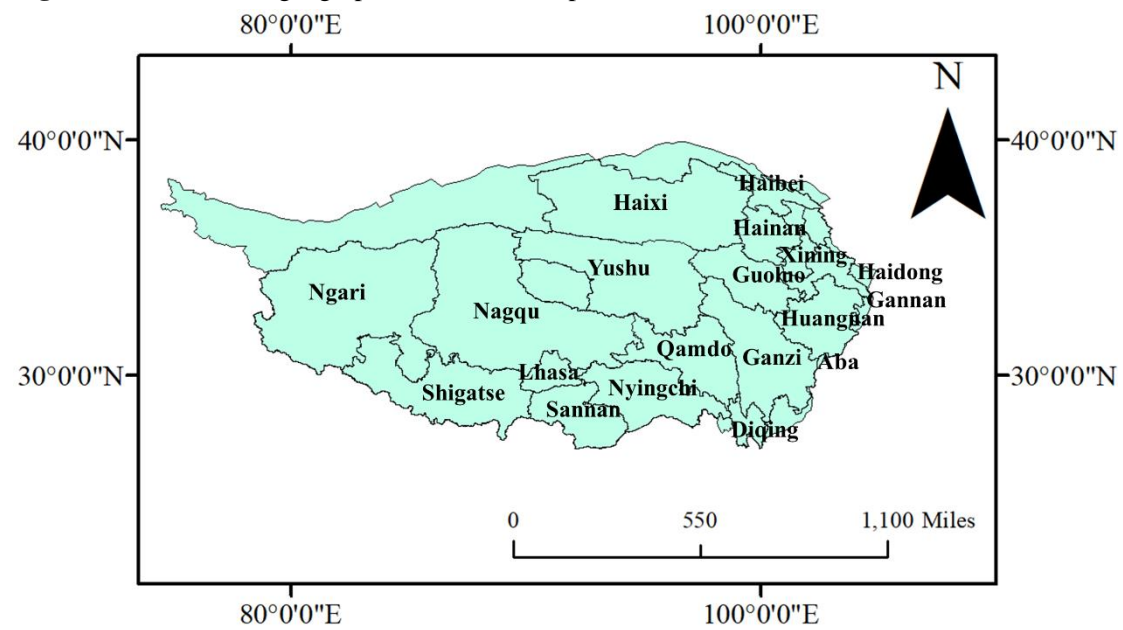 80°0'0"E 100°0'0"E
N
40°0'0"N 40°0'0"N
Haibei
Haixi
Hainan
Xining
Yushu Guoluo Haidong
Ngari
Gannan
Nagqu
Huangnan
Qamdo Ganzi Aba
30°0'0"N Lhasa 30°0'0"N
Shigatse Nyingchi
Sannan
Diqing
0 550 1,100 Miles
80°0'0"E 100°0'0"E